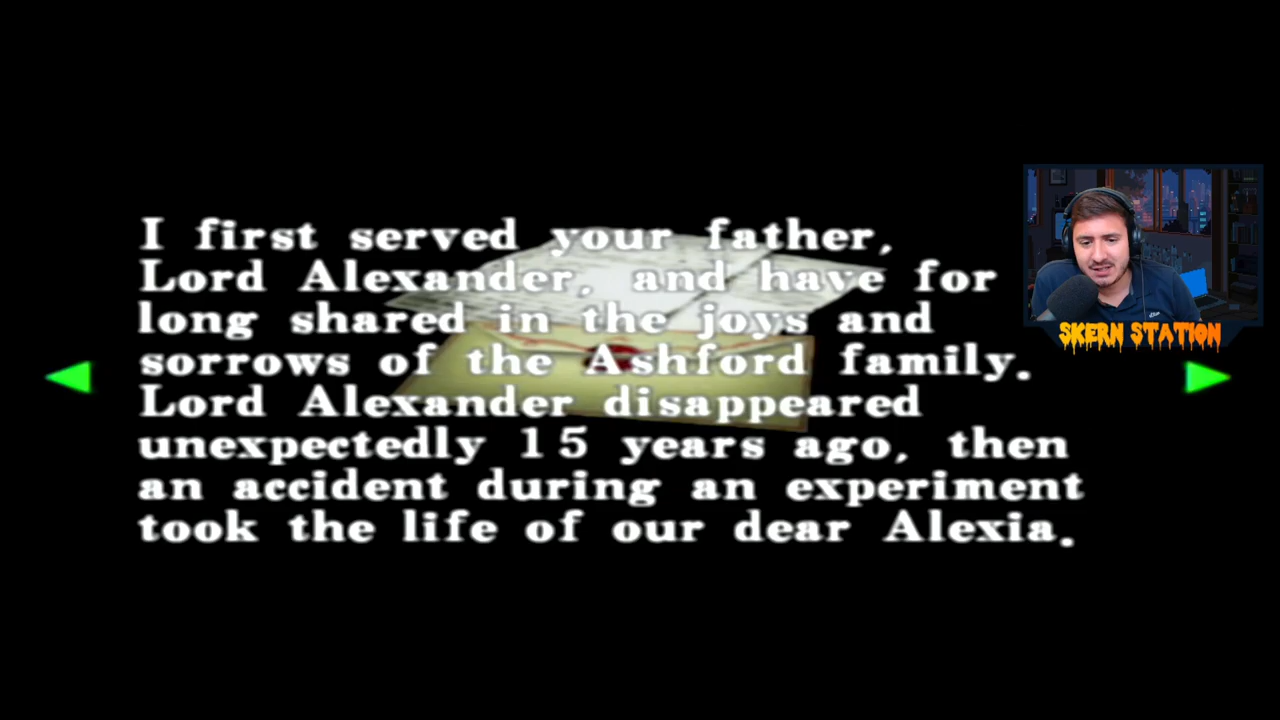 I first served your father,
Lord Alexander, and have for
long shared in the joys and
sorrows of the Ashford family.
Lord Alexander disappeared
unexpectedly 15 years ago, then
an accident during an experiment
took the life of our dear Alexia.
SKERN STATION